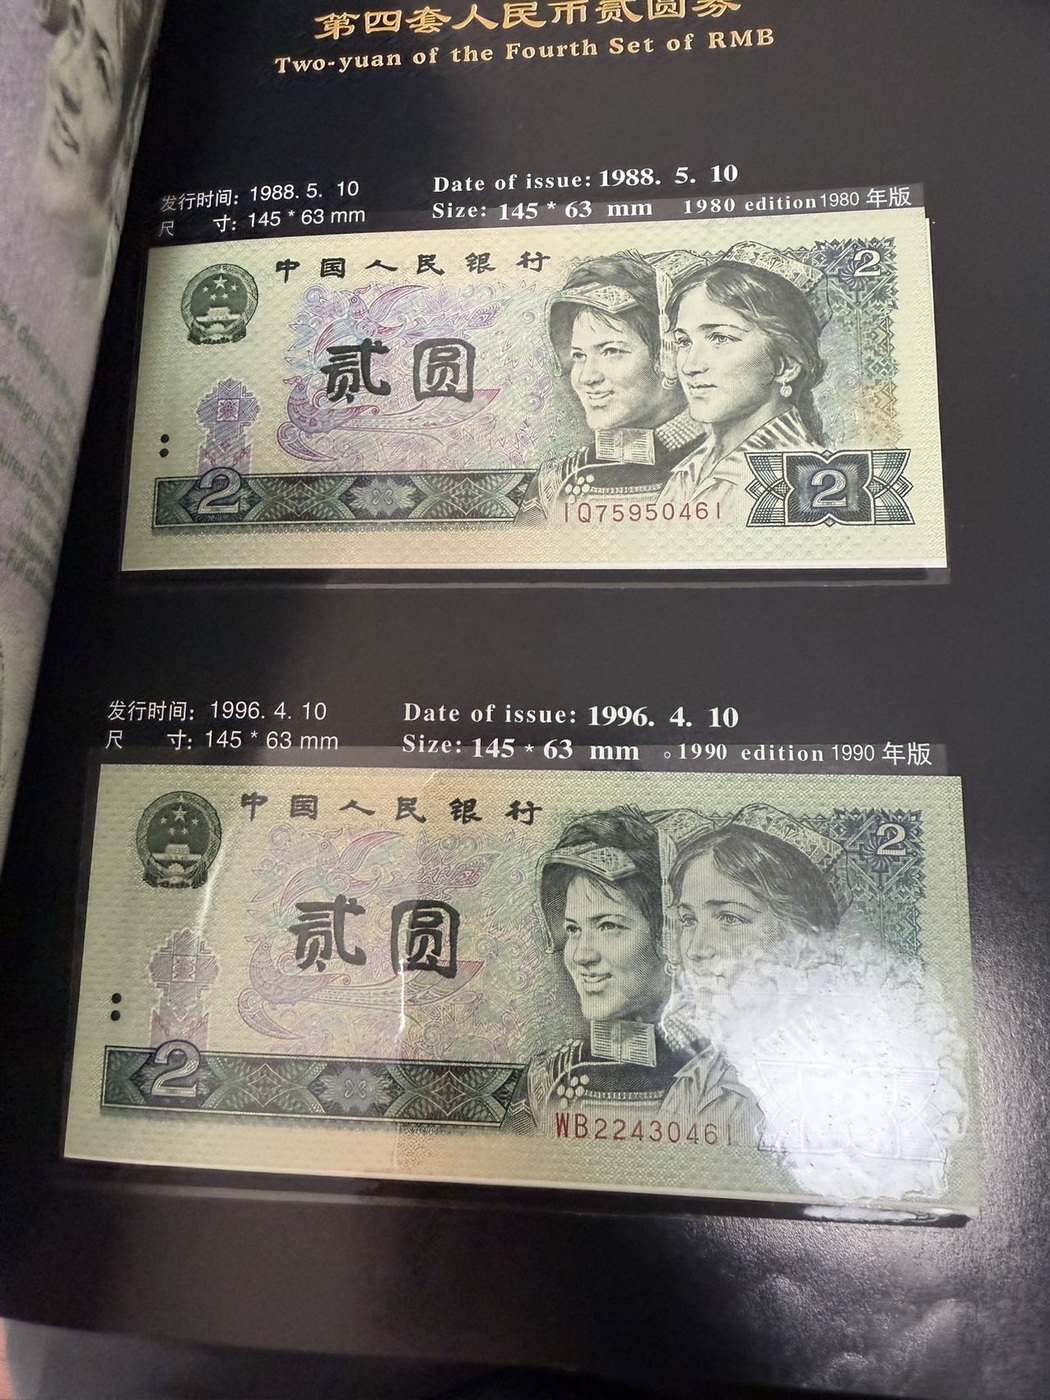 第四套人民币贰圆券
Two-yuan of the Fourth Set of RMB
发行时间: 1988. 5. 10
尺 寸: 145 * 63 mm
Date of issue: 1988. 5. 10
Size: 145 * 63 mm 1980 edition 1980 年版
中国人民银行
2
贰圆
2
2
IQ75950461
发行时间: 1996. 4. 10
尺 寸: 145 * 63 mm
Date of issue: 1996. 4. 10
Size: 145 * 63 mm 。1990 edition 1990 年版
中国人民银行
2
贰圆
2
WB22430461